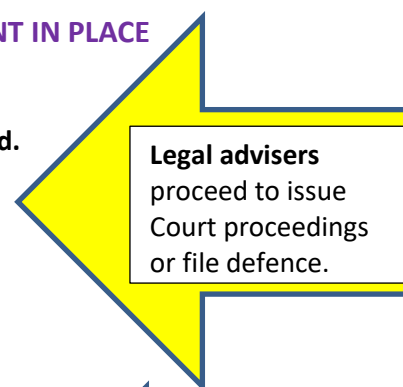 NT IN PLACE
d.
Legal advisers
proceed to issue
Court proceedings
or file defence.